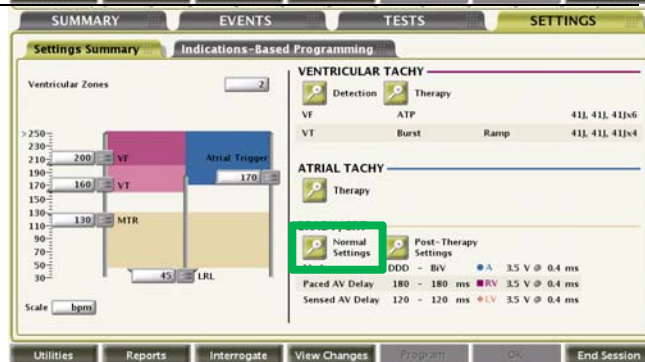 SUMMARY EVENTS TESTS SETTINGS
Settings Summary Indications-Based Programming
Ventricular Zones 2
VENTRICULAR TACHY
Detection Therapy
VF ATP 41J, 41J, 41Jx6
VT Burst Ramp 41J, 41J, 41Jx4
>250
230
210 200 VF Atrial Trigger
190
170 160 VT 170
150
130 130 MTR
110
90
70
50
30 45 LRL
ATRIAL TACHY
Therapy
Normal Settings Post-Therapy Settings
DDD - BiV A 3.5 V @ 0.4 ms
Paced AV Delay 180 - 180 ms RV 3.5 V @ 0.4 ms
Sensed AV Delay 120 - 120 ms LV 3.5 V @ 0.4 ms
Scale bpm
Utilities Reports Interrogate View Changes Program OK End Session